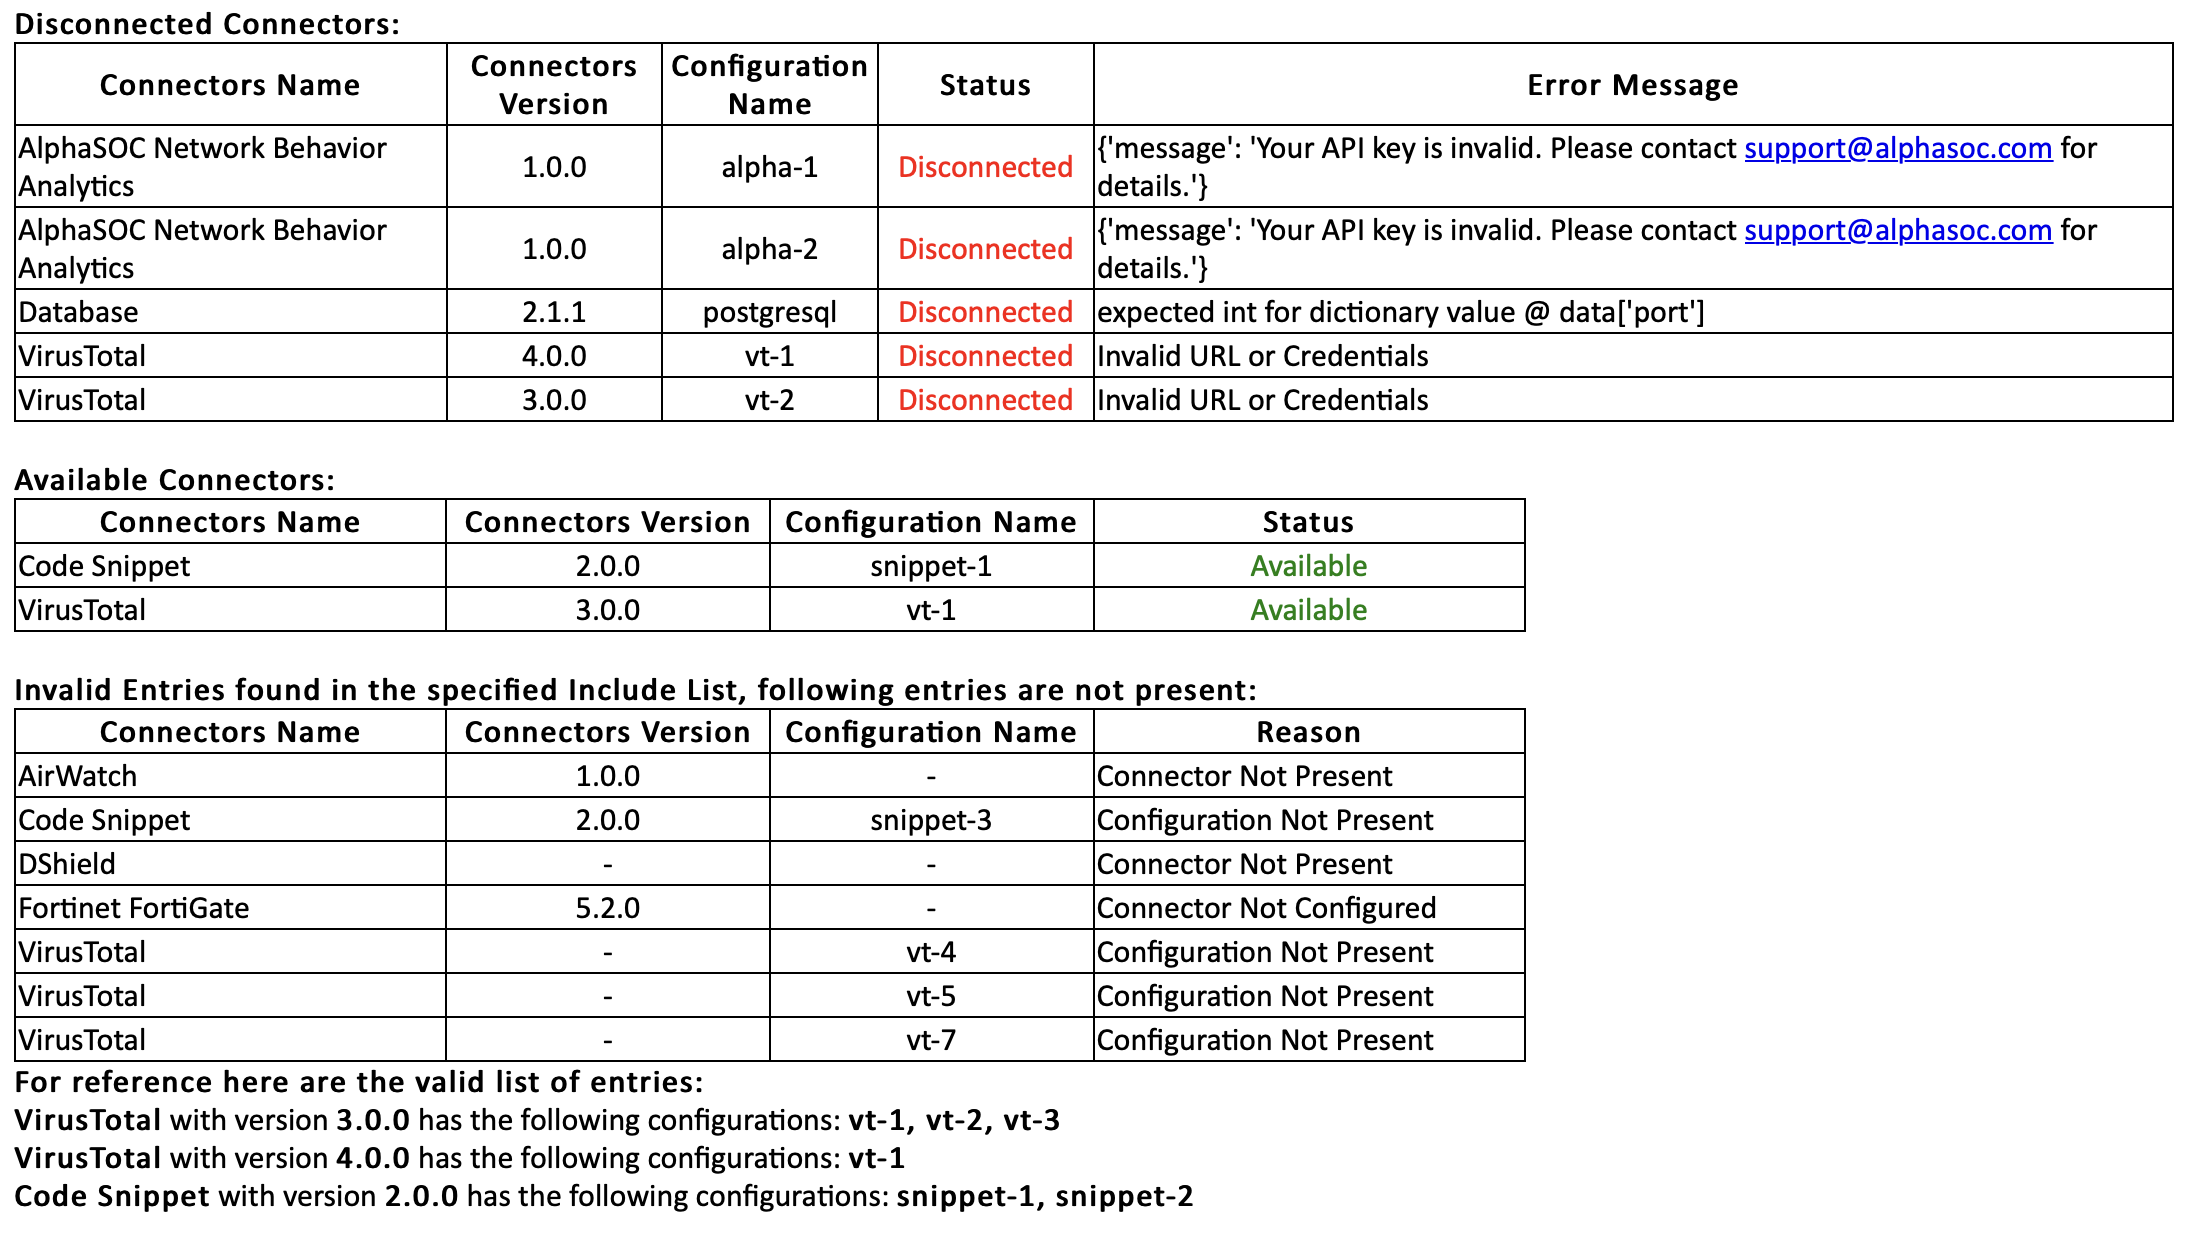 Disconnected Connectors:
Connectors Name | Connectors Version | Configuration Name | Status | Error Message
AlphaSOC Network Behavior Analytics | 1.0.0 | alpha-1 | Disconnected | {'message': 'Your API key is invalid. Please contact support@alphasoc.com for details.'}
AlphaSOC Network Behavior Analytics | 1.0.0 | alpha-2 | Disconnected | {'message': 'Your API key is invalid. Please contact support@alphasoc.com for details.'}
Database | 2.1.1 | postgresql | Disconnected | expected int for dictionary value @ data['port']
VirusTotal | 4.0.0 | vt-1 | Disconnected | Invalid URL or Credentials
VirusTotal | 3.0.0 | vt-2 | Disconnected | Invalid URL or Credentials
Available Connectors:
Connectors Name | Connectors Version | Configuration Name | Status
Code Snippet | 2.0.0 | snippet-1 | Available
VirusTotal | 3.0.0 | vt-1 | Available
Invalid Entries found in the specified Include List, following entries are not present:
Connectors Name | Connectors Version | Configuration Name | Reason
AirWatch | 1.0.0 | - | Connector Not Present
Code Snippet | 2.0.0 | snippet-3 | Configuration Not Present
DShield | - | - | Connector Not Present
Fortinet FortiGate | 5.2.0 | - | Connector Not Configured
VirusTotal | - | vt-4 | Configuration Not Present
VirusTotal | - | vt-5 | Configuration Not Present
VirusTotal | - | vt-7 | Configuration Not Present
For reference here are the valid list of entries:
VirusTotal with version 3.0.0 has the following configurations: vt-1, vt-2, vt-3
VirusTotal with version 4.0.0 has the following configurations: vt-1
Code Snippet with version 2.0.0 has the following configurations: snippet-1, snippet-2